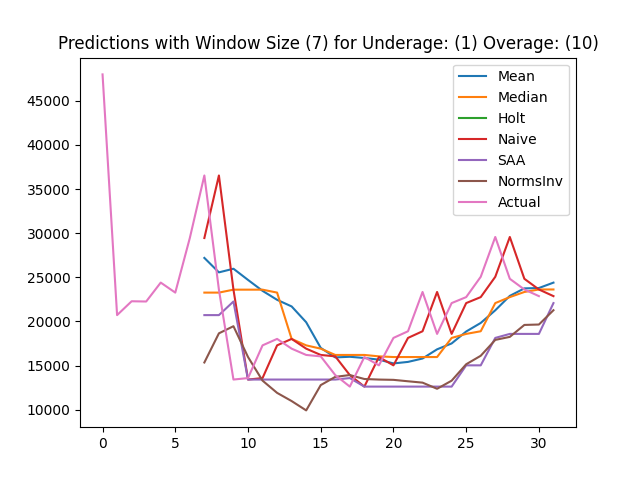 Predictions with Window Size (7) for Underage: (1) Overage: (10)
Mean
Median
Holt
Naive
SAA
NormsInv
Actual
45000
40000
35000
30000
25000
20000
15000
10000
0 5 10 15 20 25 30